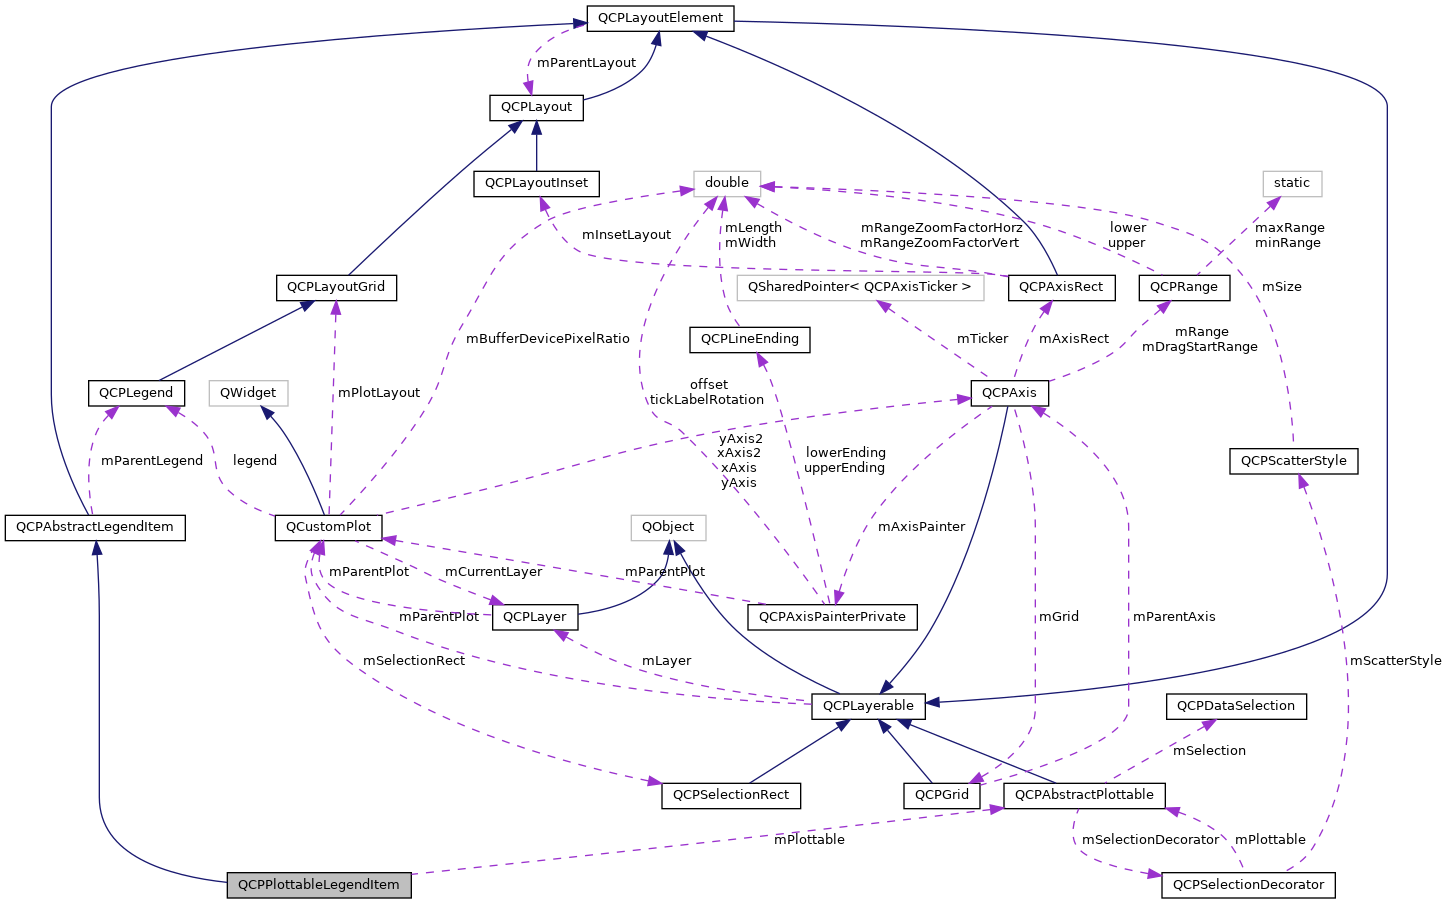 QCPLayoutElement
mParentLayout
QCPLayout
QCPLayoutInset
double
static
mInsetLayout
mLength
mWidth
mRangeZoomFactorHorz
mRangeZoomFactorVert
lower
upper
maxRange
minRange
QCPLayoutGrid
QSharedPointer< QCPAxisTicker >
QCPAxisRect
QCPRange
mSize
mBufferDevicePixelRatio
QCPLineEnding
mTicker
mAxisRect
mRange
mDragStartRange
QCPLegend
QWidget
mPlotLayout
offset
tickLabelRotation
QCPAxis
mParentLegend
legend
yAxis2
xAxis2
xAxis
yAxis
lowerEnding
upperEnding
QCPScatterStyle
QCPAbstractLegendItem
QCustomPlot
QObject
mAxisPainter
mParentPlot
mCurrentLayer
mParentPlot
QCPLayer
QCPAxisPainterPrivate
mParentPlot
mGrid
mParentAxis
mSelectionRect
mLayer
mScatterStyle
QCPLayerable
QCPDataSelection
mSelection
QCPSelectionRect
QCPGrid
QCPAbstractPlottable
mPlottable
mSelectionDecorator
mPlottable
QCPPlottableLegendItem
QCPSelectionDecorator